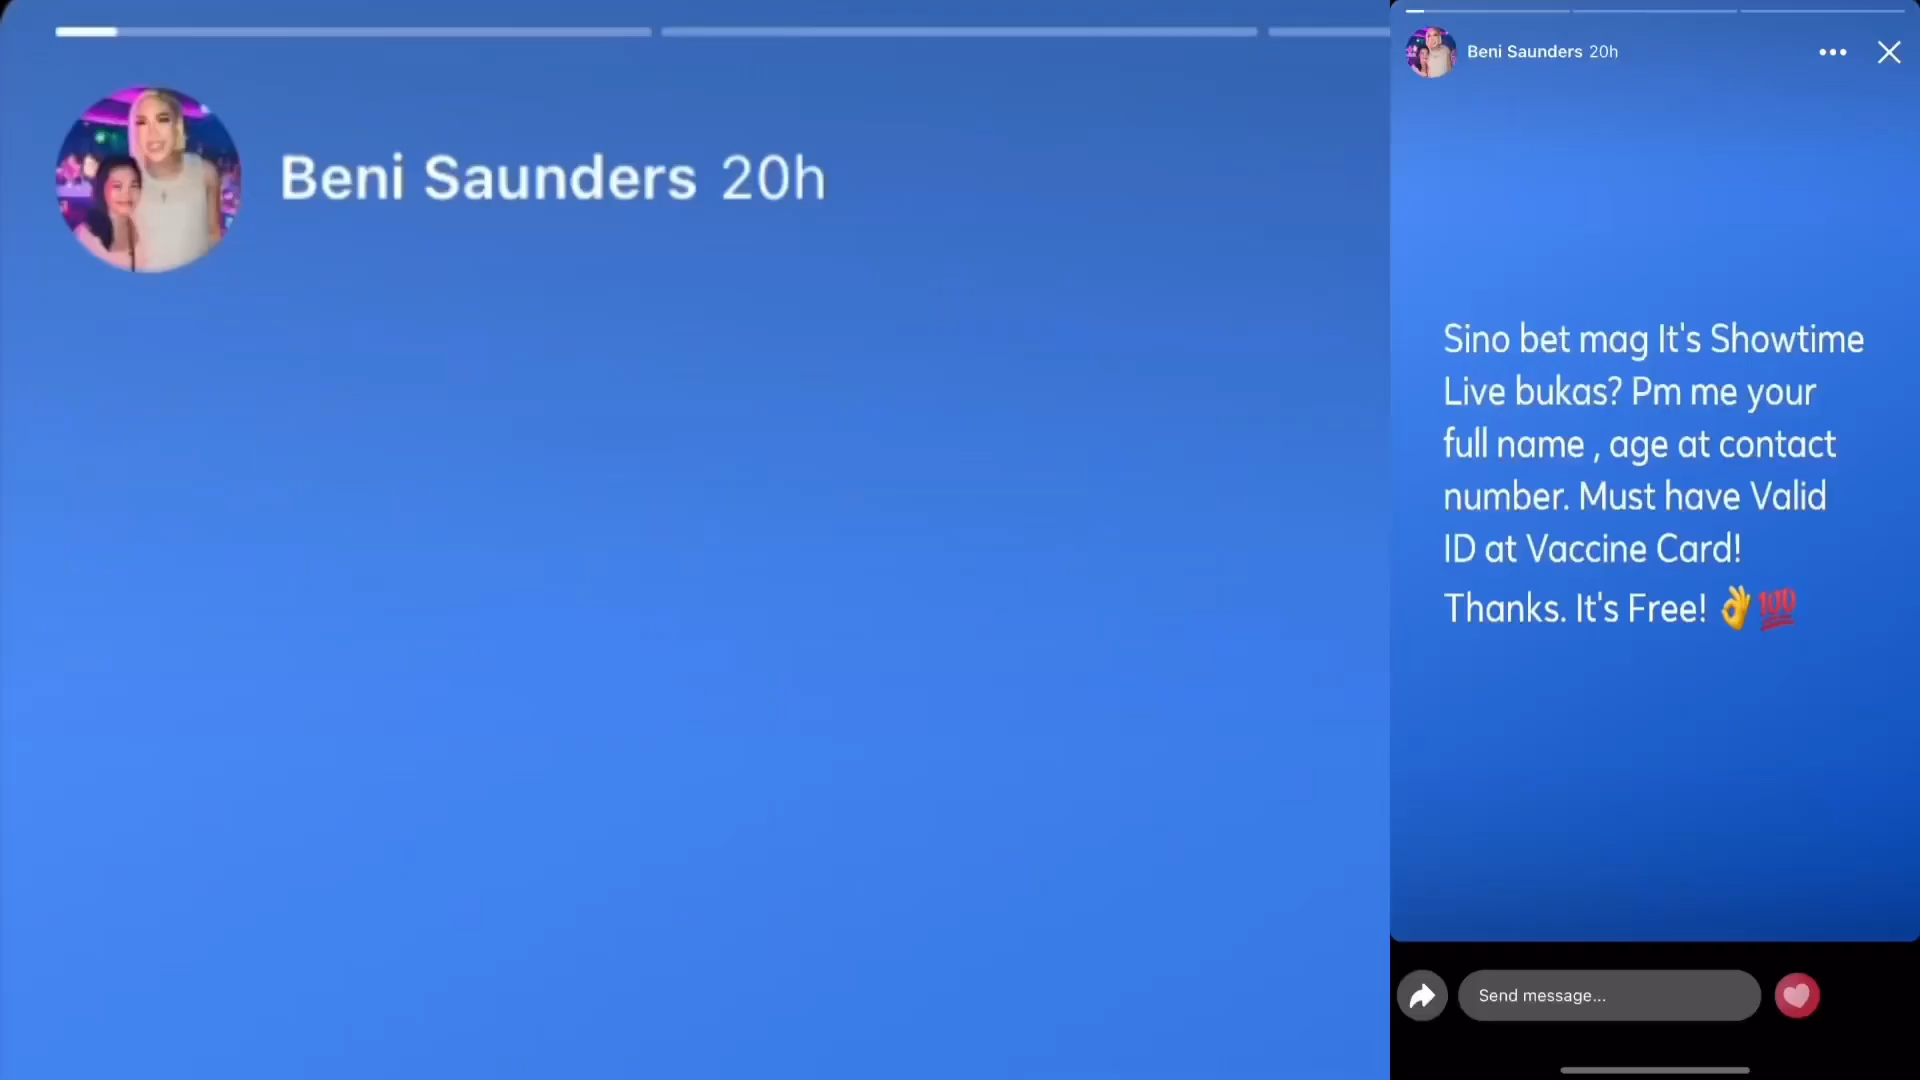 Beni Saunders 20h
Beni Saunders 20h
Sino bet mag It's Showtime
Live bukas? Pm me your
full name , age at contact
number. Must have Valid
ID at Vaccine Card!
Thanks. It's Free! 👌💯
Send message...